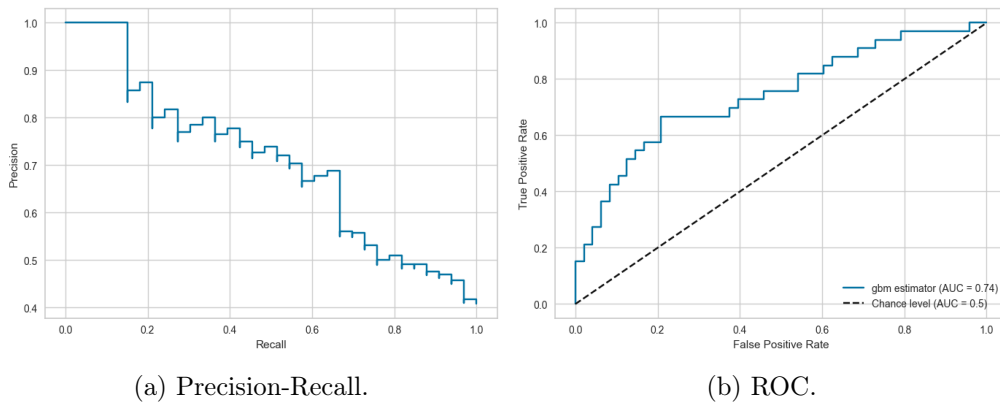 1.0
0.9
0.8
0.7
0.6
0.5
0.4
Precision
0.0 0.2 0.4 0.6 0.8 1.0
Recall
(a) Precision-Recall.
1.0
0.8
0.6
0.4
0.2
0.0
True Positive Rate
gbm estimator (AUC = 0.74)
Chance level (AUC = 0.5)
0.0 0.2 0.4 0.6 0.8 1.0
False Positive Rate
(b) ROC.